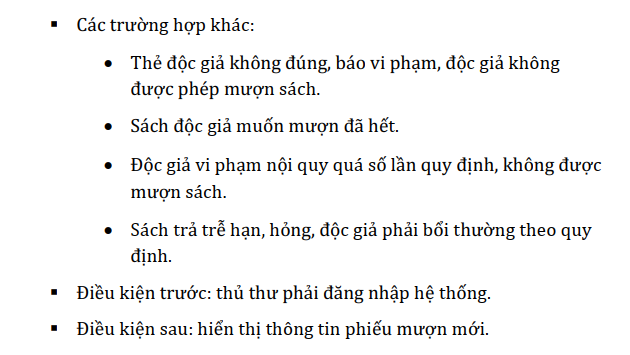 ▪ Các trường hợp khác:
• Thẻ độc giả không đúng, báo vi phạm, độc giả không
được phép mượn sách.
• Sách độc giả muốn mượn đã hết.
• Độc giả vi phạm nội quy quá số lần quy định, không được
mượn sách.
• Sách trả trễ hạn, hỏng, độc giả phải bổi thường theo quy
định.
▪ Điều kiện trước: thủ thư phải đăng nhập hệ thống.
▪ Điều kiện sau: hiển thị thông tin phiếu mượn mới.